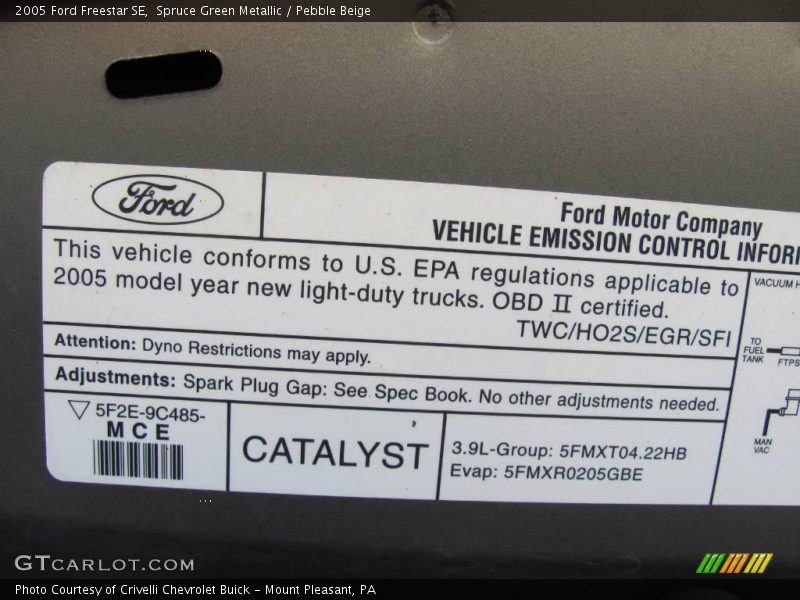 2005 Ford Freestar SE, Spruce Green Metallic / Pebble Beige
Ford
Ford Motor Company
VEHICLE EMISSION CONTROL INFOR
This vehicle conforms to U.S. EPA regulations applicable to
2005 model year new light-duty trucks. OBD II certified.
TWC/HO2S/EGR/SFI
Attention: Dyno Restrictions may apply.
Adjustments: Spark Plug Gap: See Spec Book. No other adjustments needed.
5F2E-9C485-
M C E
CATALYST
3.9L-Group: 5FMXT04.22HB
Evap: 5FMXR0205GBE
VACUUM H
TO
FUEL
TANK
FTPS
MAN
VAC
GTCARLOT.COM
Photo Courtesy of Crivelli Chevrolet Buick - Mount Pleasant, PA